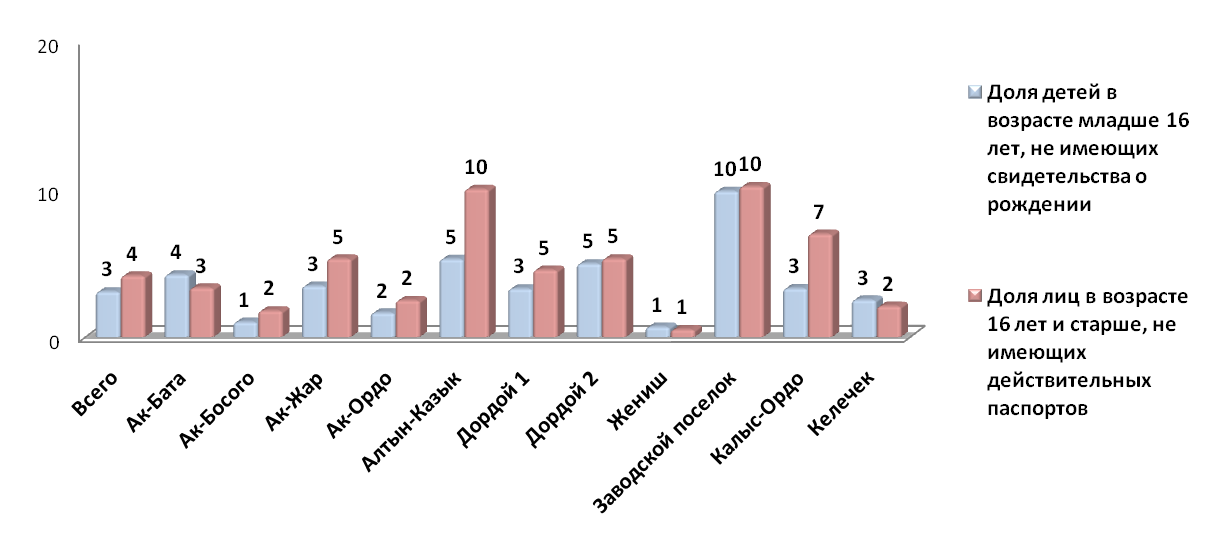 20
10
0
3 4
4 3
1 2
3 5
2 2
5 10
3 5
5 5
1 1
10 10
3 7
3 2
Всего
Ак-Бата
Ак-Босого
Ак-Жар
Ак-Ордо
Алтын-Казык
Дордой 1
Дордой 2
Жениш
Заводской поселок
Калыс-Ордо
Келечек
Доля детей в
возрасте младше 16
лет, не имеющих
свидетельства о
рождении
Доля лиц в возрасте
16 лет и старше, не
имеющих
действительных
паспортов